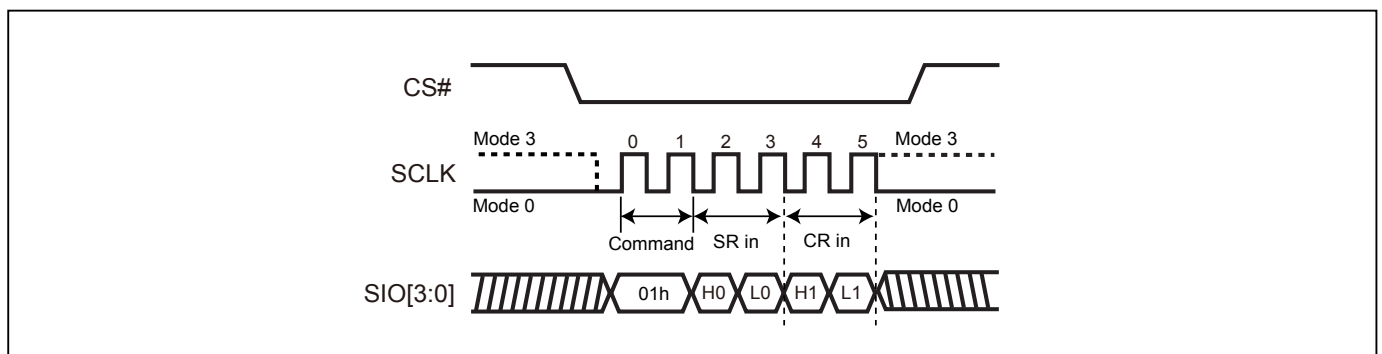 CS#
Mode 3 0 1 2 3 4 5 Mode 3
SCLK
Mode 0 Mode 0
Command SR in CR in
SIO[3:0] 01h H0 L0 H1 L1